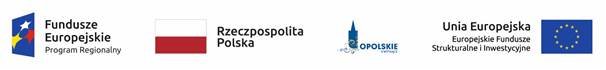 Fundusze
Europejskie
Program Regionalny
Rzeczpospolita
Polska
OPOLSKIE
Unia Europejska
Europejskie Fundusze
Strukturalne i Inwestycyjne